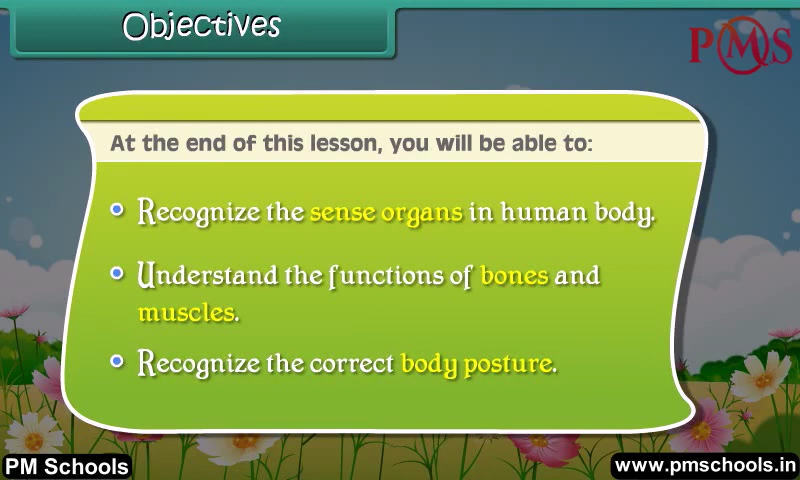 Objectives
PMS
At the end of this lesson, you will be able to:
Recognize the sense organs in human body.
Understand the functions of bones and
muscles.
Recognize the correct body posture.
PM Schools
www.pmschools.in